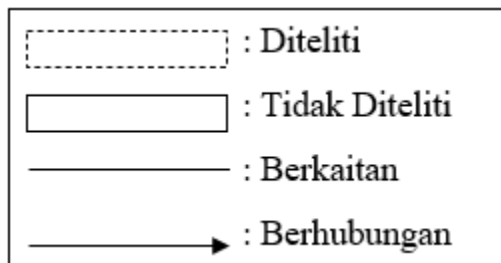 : Diteliti
: Tidak Diteliti
: Berkaitan
: Berhubungan